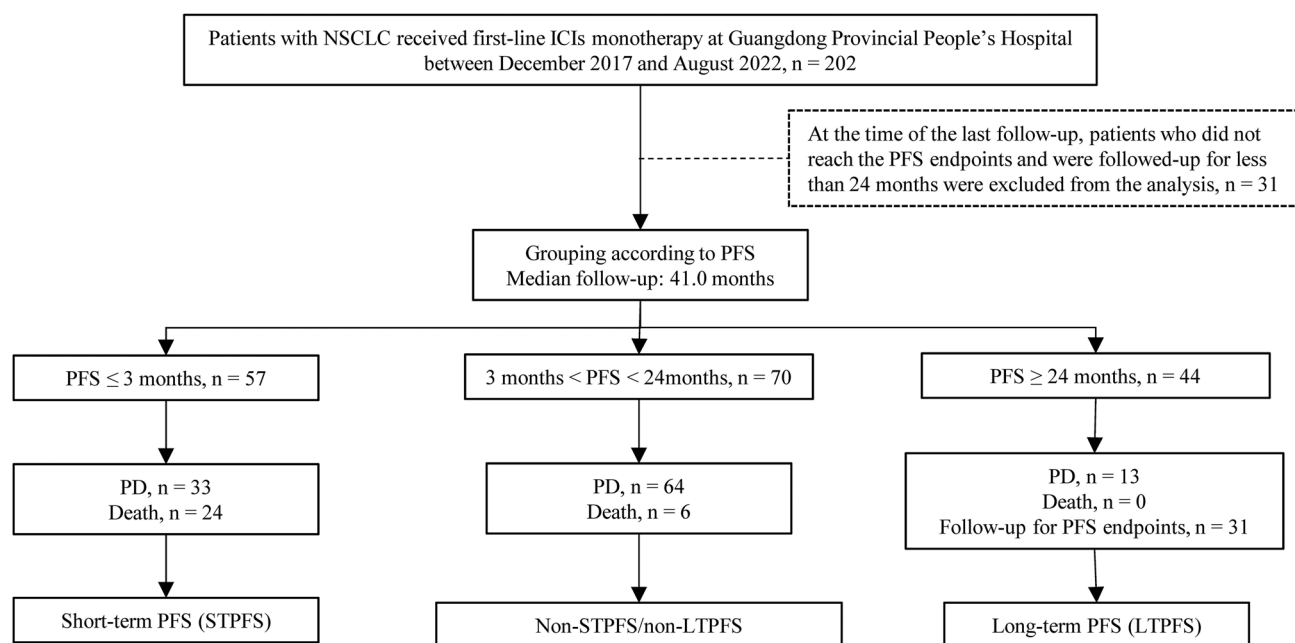 Patients with NSCLC received first-line ICIs monotherapy at Guangdong Provincial People’s Hospital
between December 2017 and August 2022, n = 202
At the time of the last follow-up, patients who did not
reach the PFS endpoints and were followed-up for less
than 24 months were excluded from the analysis, n = 31
Grouping according to PFS
Median follow-up: 41.0 months
PFS ≤ 3 months, n = 57
3 months < PFS < 24months, n = 70
PFS ≥ 24 months, n = 44
PD, n = 33
Death, n = 24
PD, n = 64
Death, n = 6
PD, n = 13
Death, n = 0
Follow-up for PFS endpoints, n = 31
Short-term PFS (STPFS)
Non-STPFS/non-LTPFS
Long-term PFS (LTPFS)